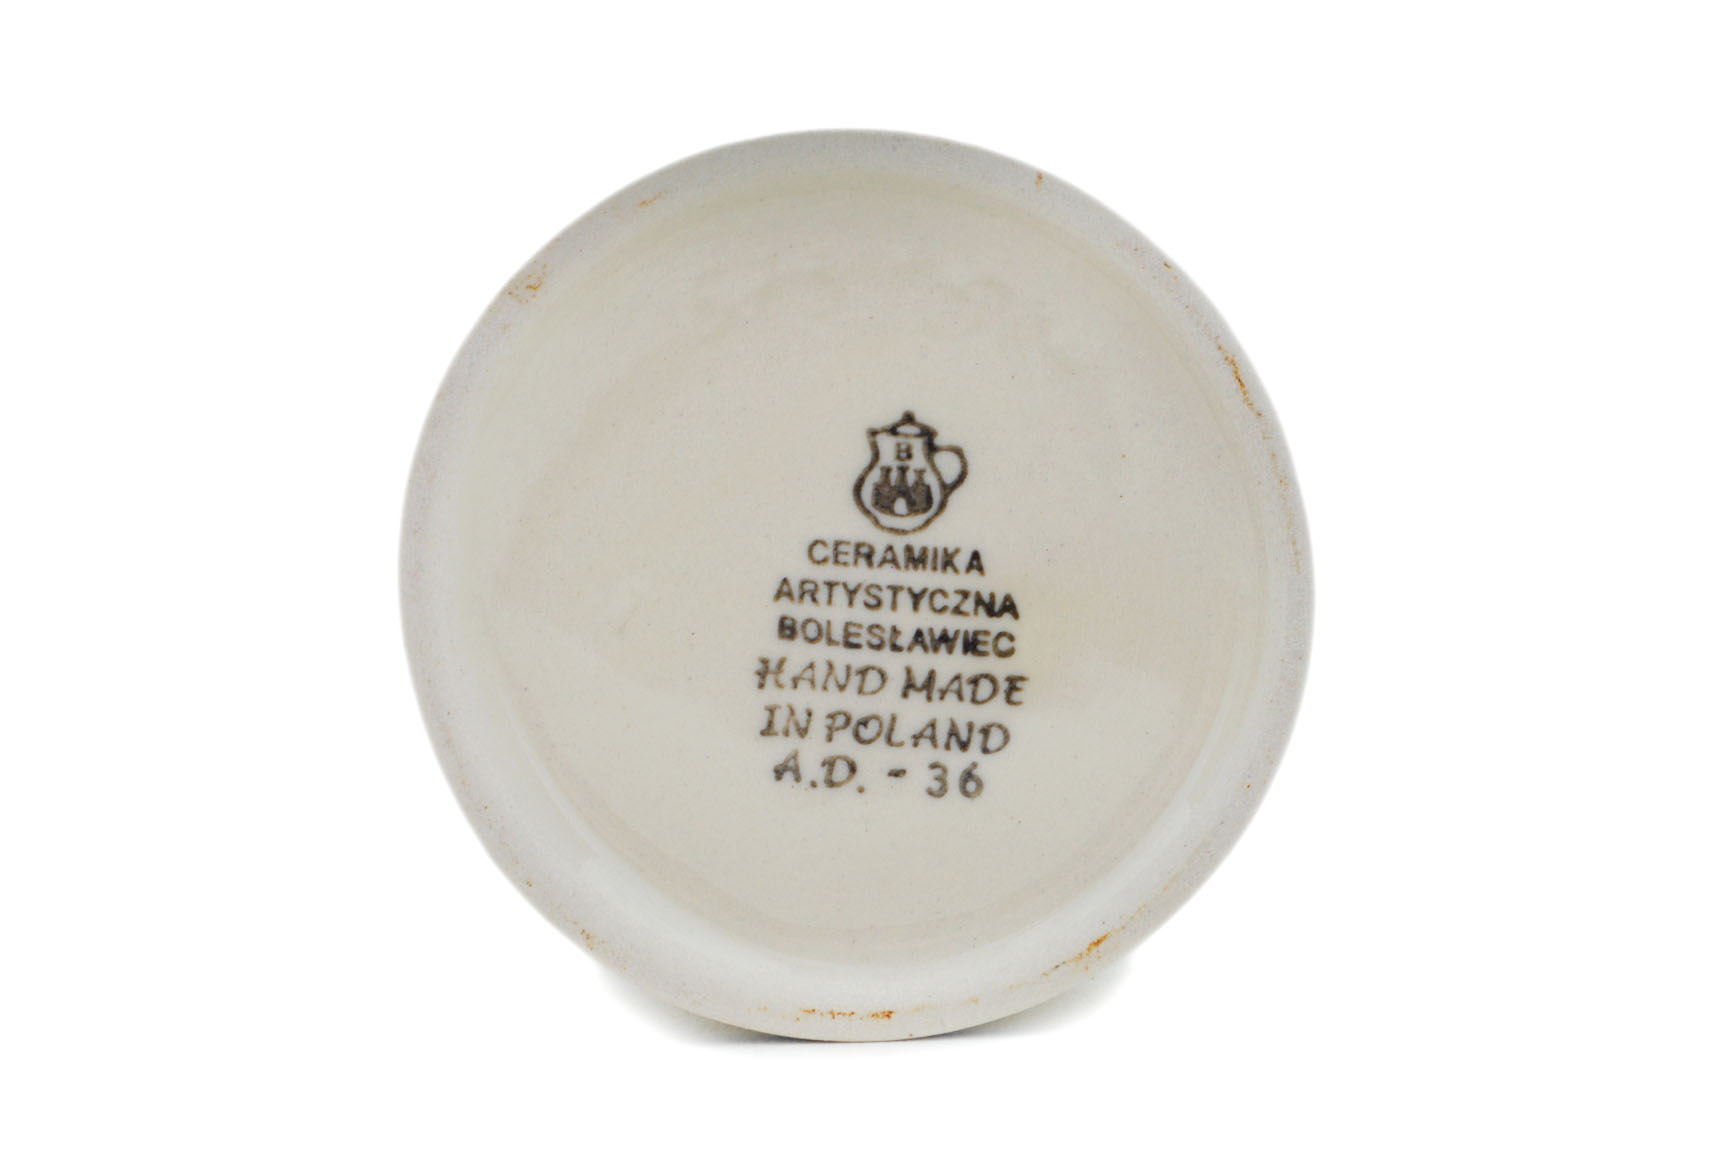 B
CERAMIKA
ARTYSTYCZNA
BOLESŁAWIEC
HAND MADE
IN POLAND
A.D. - 36